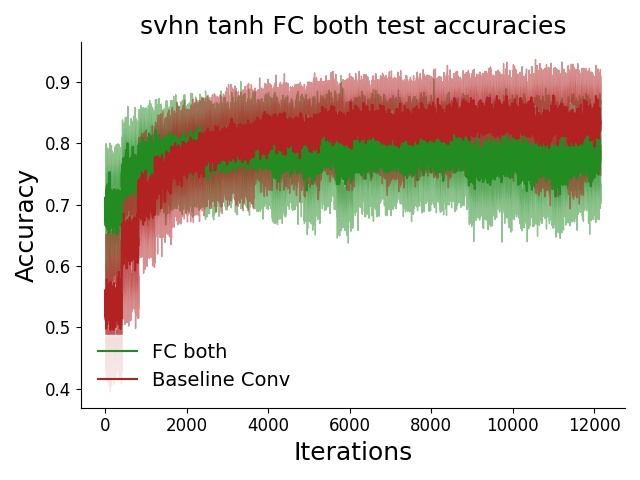 svhn tanh FC both test accuracies
Accuracy
0.9
0.8
0.7
0.6
0.5
0.4
FC both
Baseline Conv
0 2000 4000 6000 8000 10000 12000
Iterations